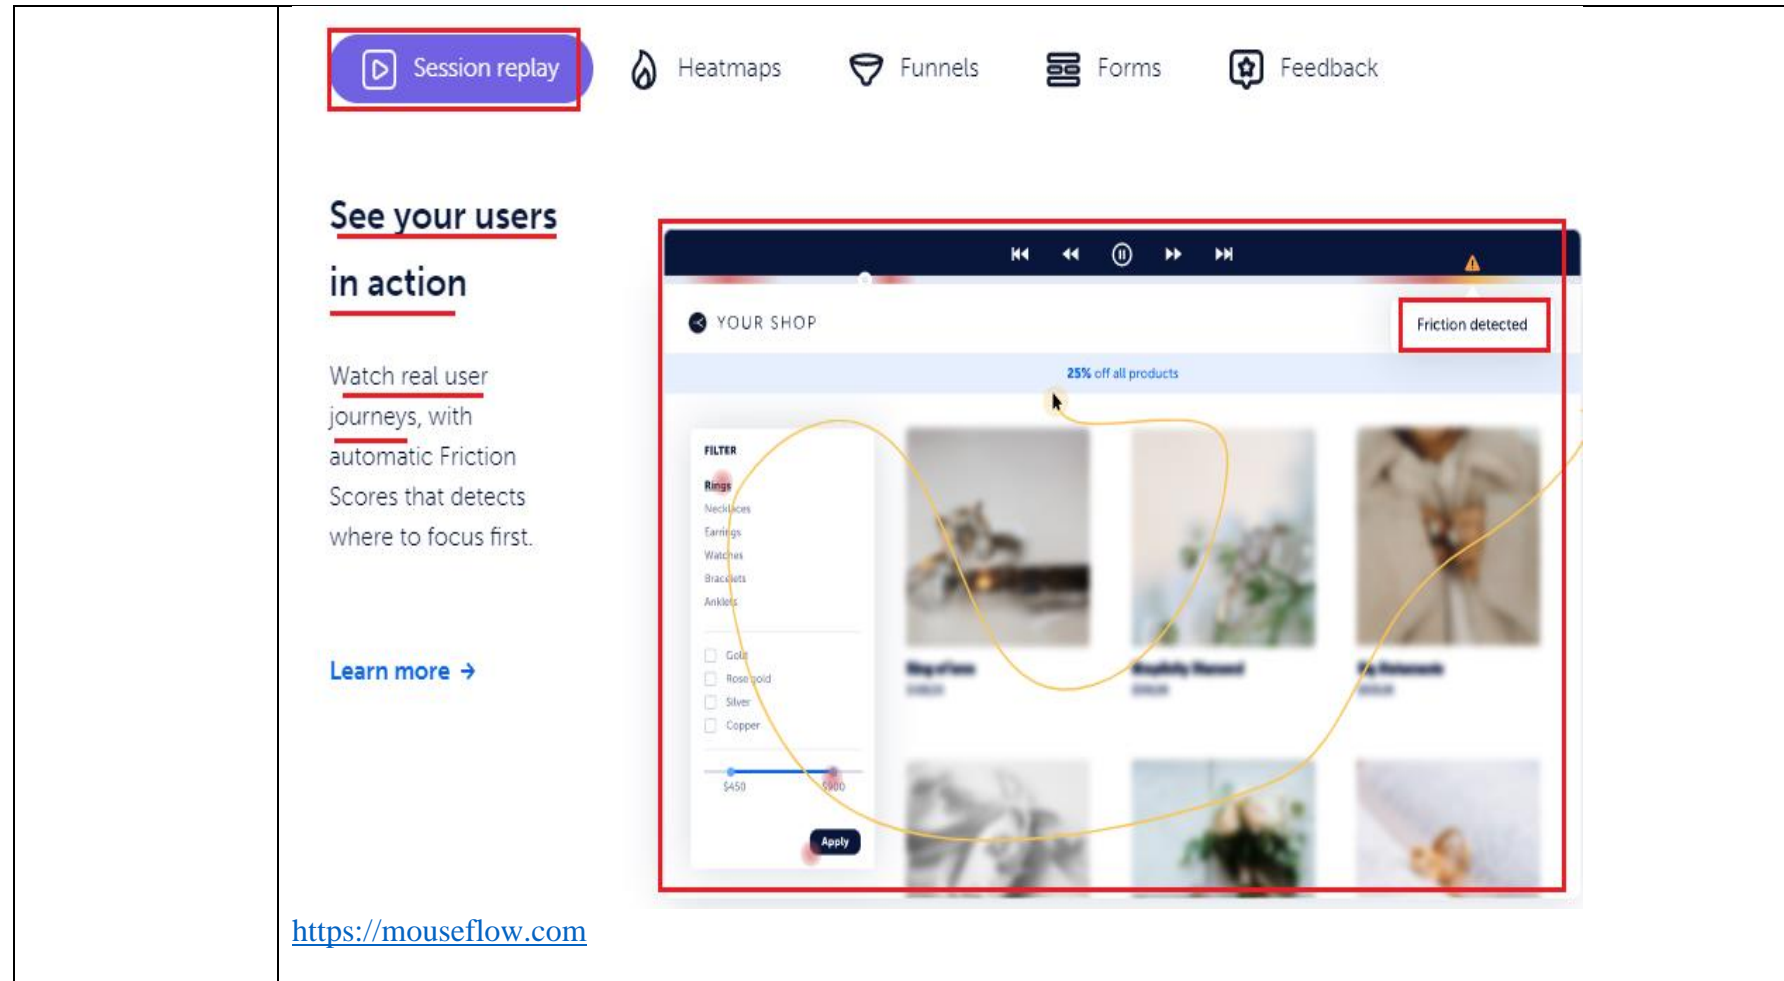 Session replay
Heatmaps
Funnels
Forms
Feedback
See your users
in action
Watch real user
journeys, with
automatic Friction
Scores that detects
where to focus first.
Learn more →
YOUR SHOP
Friction detected
25% off all products
FILTER
Rings
Necklaces
Earrings
Watches
Bracelets
Anklets
Gold
Rose gold
Silver
Copper
$450 $900
Apply
https://mouseflow.com